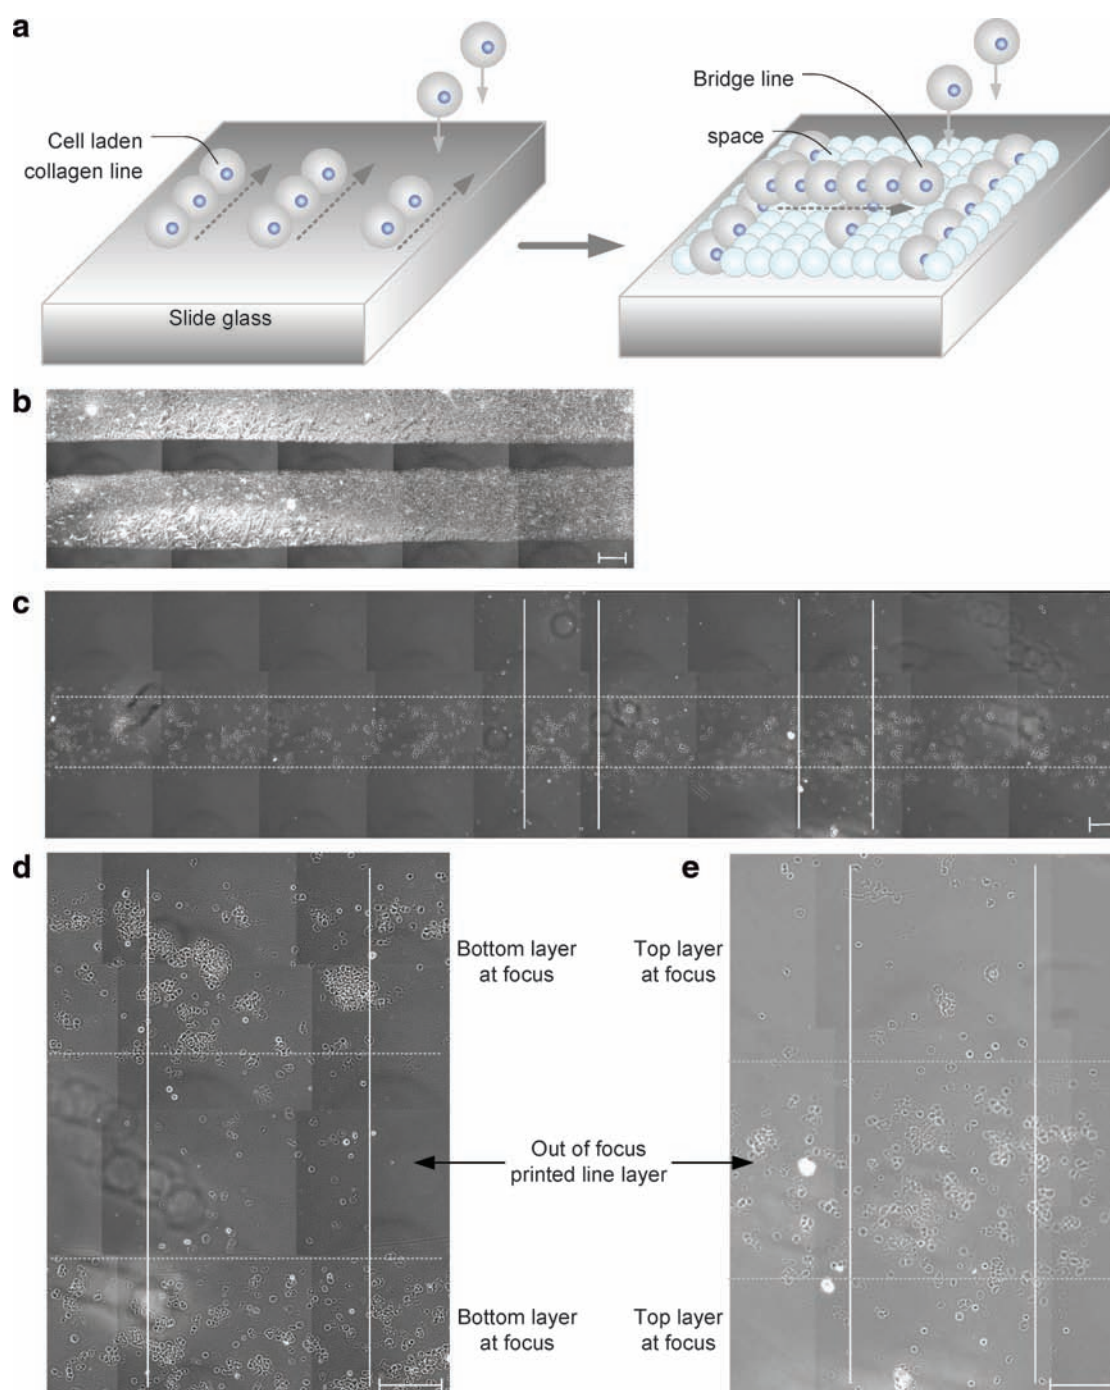 a
Cell laden
collagen line
Slide glass
Bridge line
space
b
c
d
e
Bottom layer
at focus
Top layer
at focus
Out of focus
printed line layer
Bottom layer
at focus
Top layer
at focus